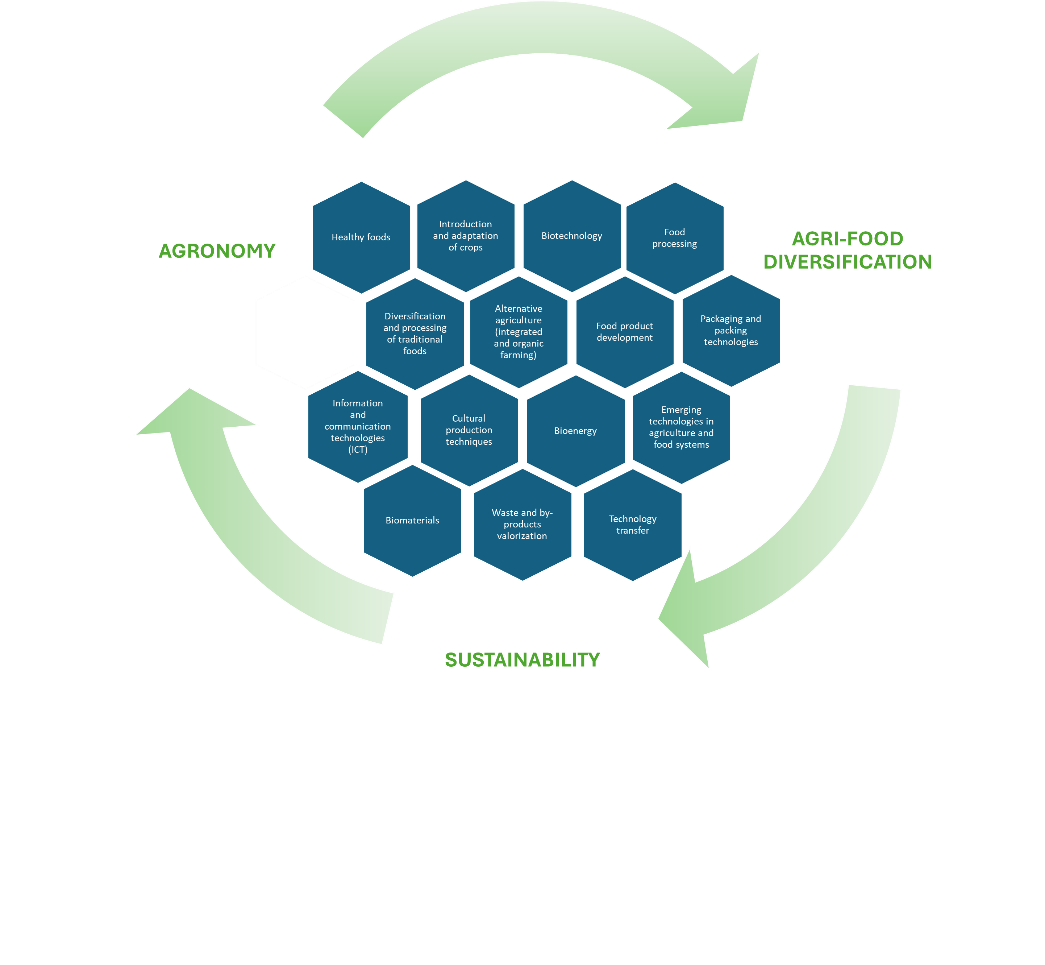 AGRONOMY
AGRI-FOOD
DIVERSIFICATION
Healthy foods
Introduction
and adaptation
of crops
Biotechnology
Food
processing
Diversification
and processing
of traditional
foods
Alternative
agriculture
(integrated
and organic
farming)
Food product
development
Packaging and
packing
technologies
Information
and
communication
technologies
(ICT)
Cultural
production
techniques
Bioenergy
Emerging
technologies in
agriculture and
food systems
Biomaterials
Waste and by-
products
valorization
Technology
transfer
SUSTAINABILITY